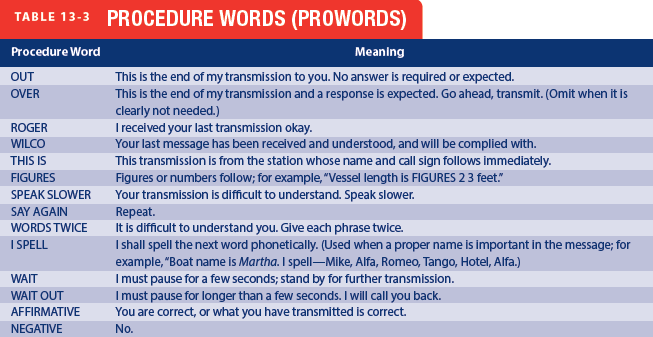 TABLE 13-3 PROCEDURE WORDS (PROWORDS)
Procedure Word Meaning
OUT This is the end of my transmission to you. No answer is required or expected.
OVER This is the end of my transmission and a response is expected. Go ahead, transmit. (Omit when it is
clearly not needed.)
ROGER I received your last transmission okay.
WILCO Your last message has been received and understood, and will be complied with.
THIS IS This transmission is from the station whose name and call sign follows immediately.
FIGURES Figures or numbers follow; for example, “Vessel length is FIGURES 2 3 feet.”
SPEAK SLOWER Your transmission is difficult to understand. Speak slower.
SAY AGAIN Repeat.
WORDS TWICE It is difficult to understand you. Give each phrase twice.
I SPELL I shall spell the next word phonetically. (Used when a proper name is important in the message; for
example, “Boat name is Martha. I spell—Mike, Alfa, Romeo, Tango, Hotel, Alfa.)
WAIT I must pause for a few seconds; stand by for further transmission.
WAIT OUT I must pause for longer than a few seconds. I will call you back.
AFFIRMATIVE You are correct, or what you have transmitted is correct.
NEGATIVE No.